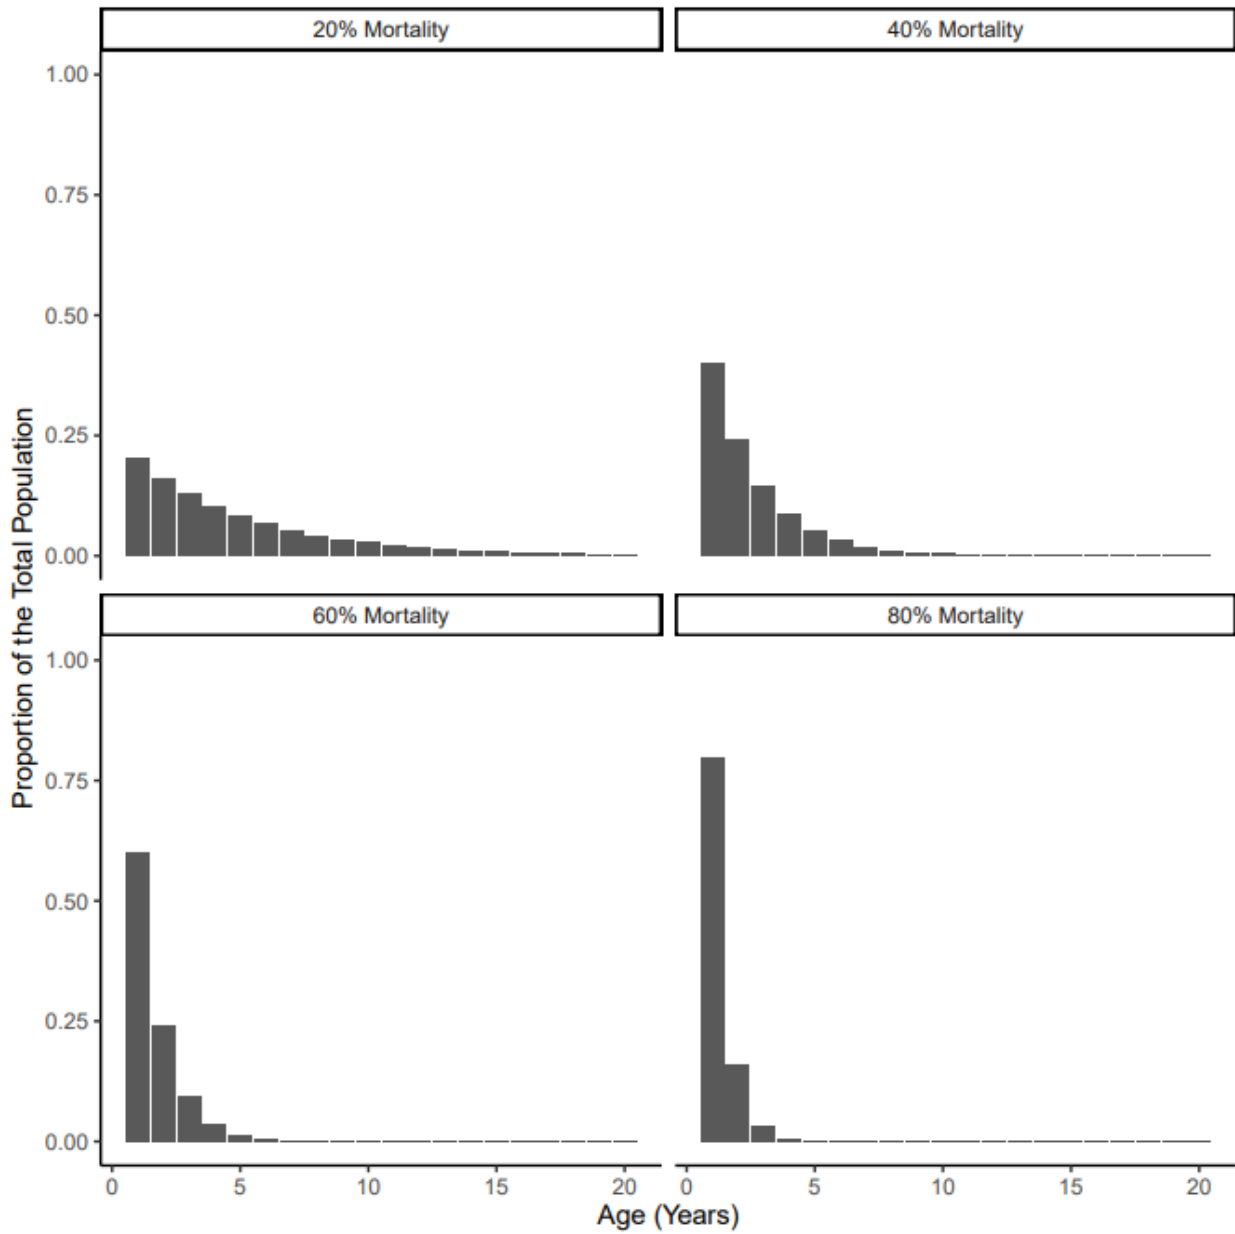 20% Mortality
40% Mortality
1.00
0.75
0.50
0.25
0.00
60% Mortality
80% Mortality
1.00
0.75
0.50
0.25
0.00
0 5 10 15 20
0 5 10 15 20
Age (Years)
Proportion of the Total Population